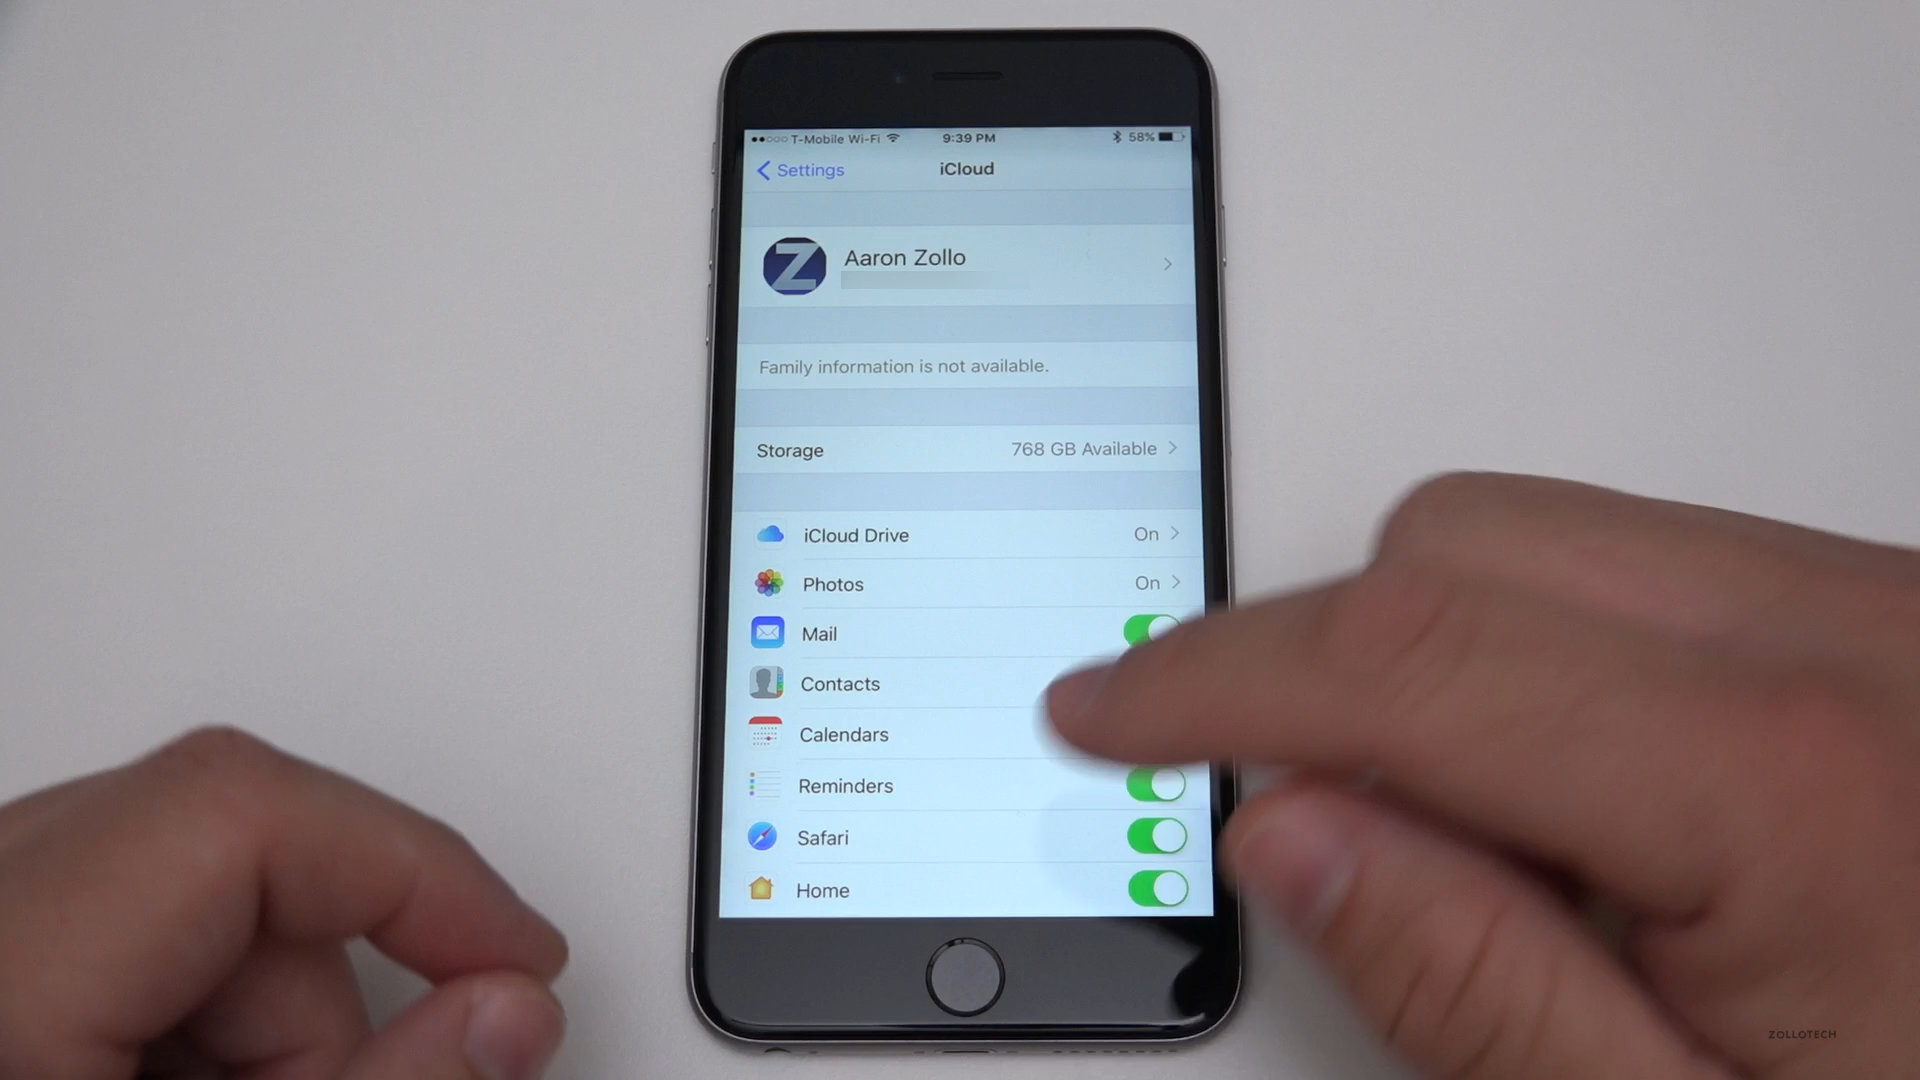 T-Mobile Wi-Fi 9:39 PM 58%
Settings iCloud
Z
Aaron Zollo
Family information is not available.
Storage 768 GB Available
iCloud Drive On
Photos On
Mail
Contacts
Calendars
Reminders
Safari
Home
ZOLLOTECH